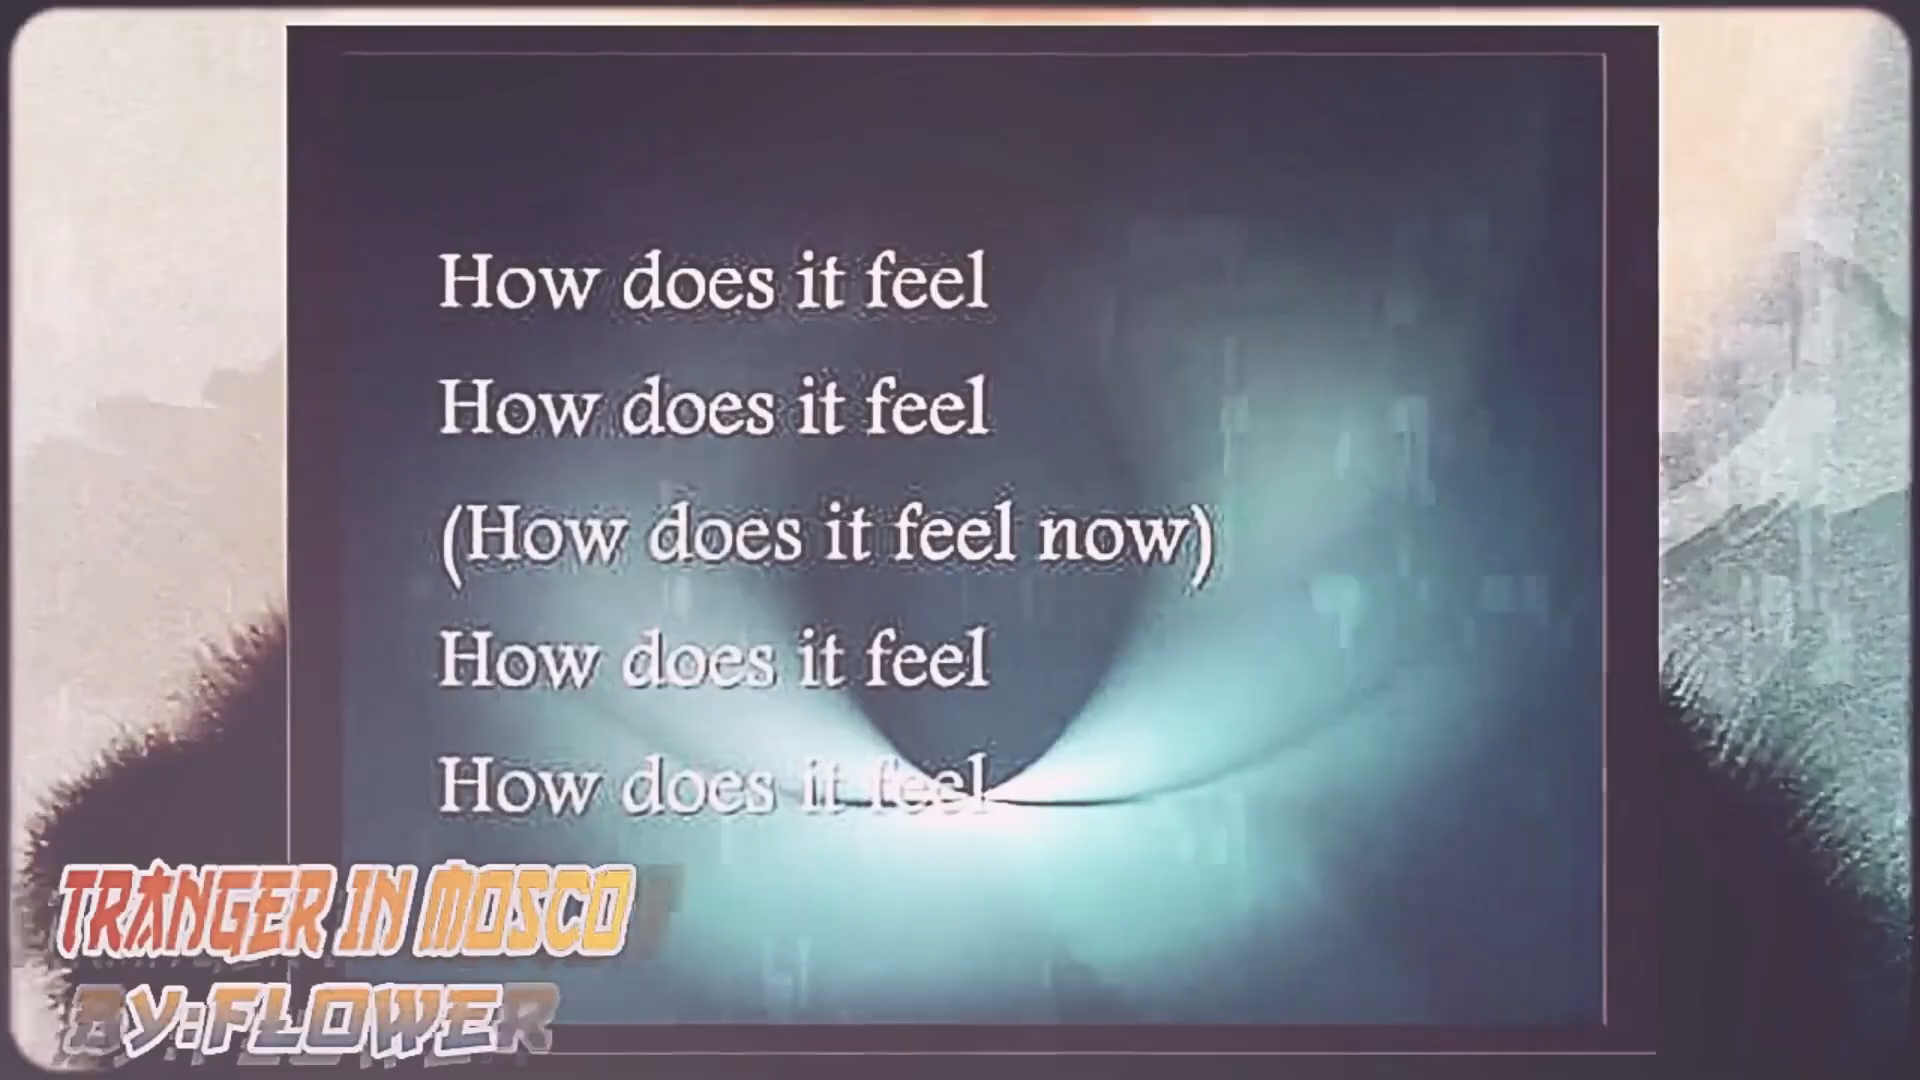 How does it feel
How does it feel
(How does it feel now)
How does it feel
How does it feel
TRANGER IN MOSCO
By:FLOWER